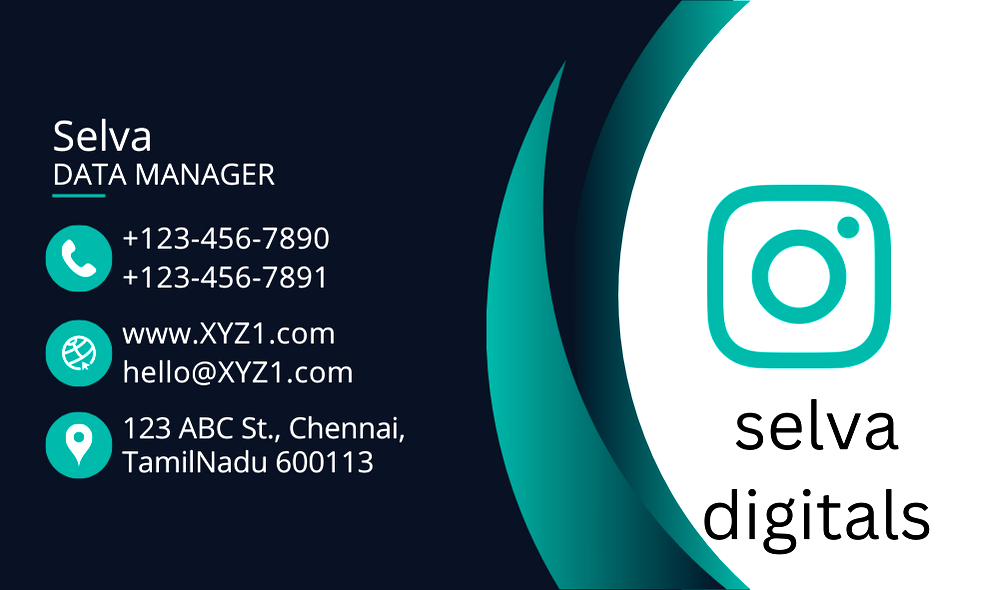 Selva
DATA MANAGER
+123-456-7890
+123-456-7891
www.XYZ1.com
hello@XYZ1.com
123 ABC St., Chennai,
TamilNadu 600113
selva
digitals